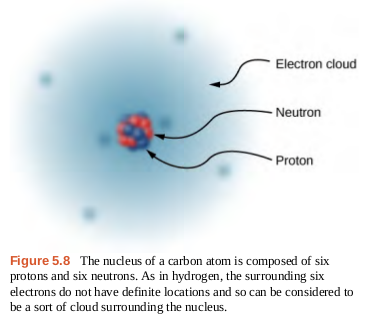 Electron cloud
Neutron
Proton
Figure 5.8 The nucleus of a carbon atom is composed of six
protons and six neutrons. As in hydrogen, the surrounding six
electrons do not have definite locations and so can be considered to
be a sort of cloud surrounding the nucleus.